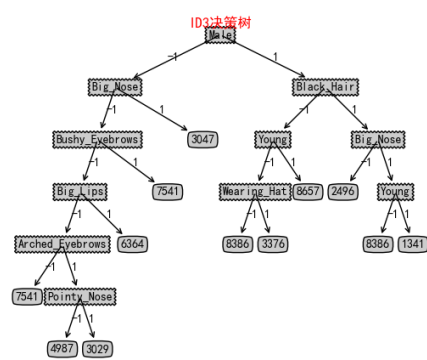 ID3决策树
Male
-1 1
Big_Nose Black_Hair
-1 1 -1 1
Bushy_Eyebrows 3047 Young Big_Nose
-1 1 -1 1 -1 1
Big_Lips 7541 Wearing_Hat 8657 2496 Young
-1 1 -1 1 -1 1
Arched_Eyebrows 6364 8386 3376 8386 1341
-1 1
7541 Pointy_Nose
-1 1
4987 3029